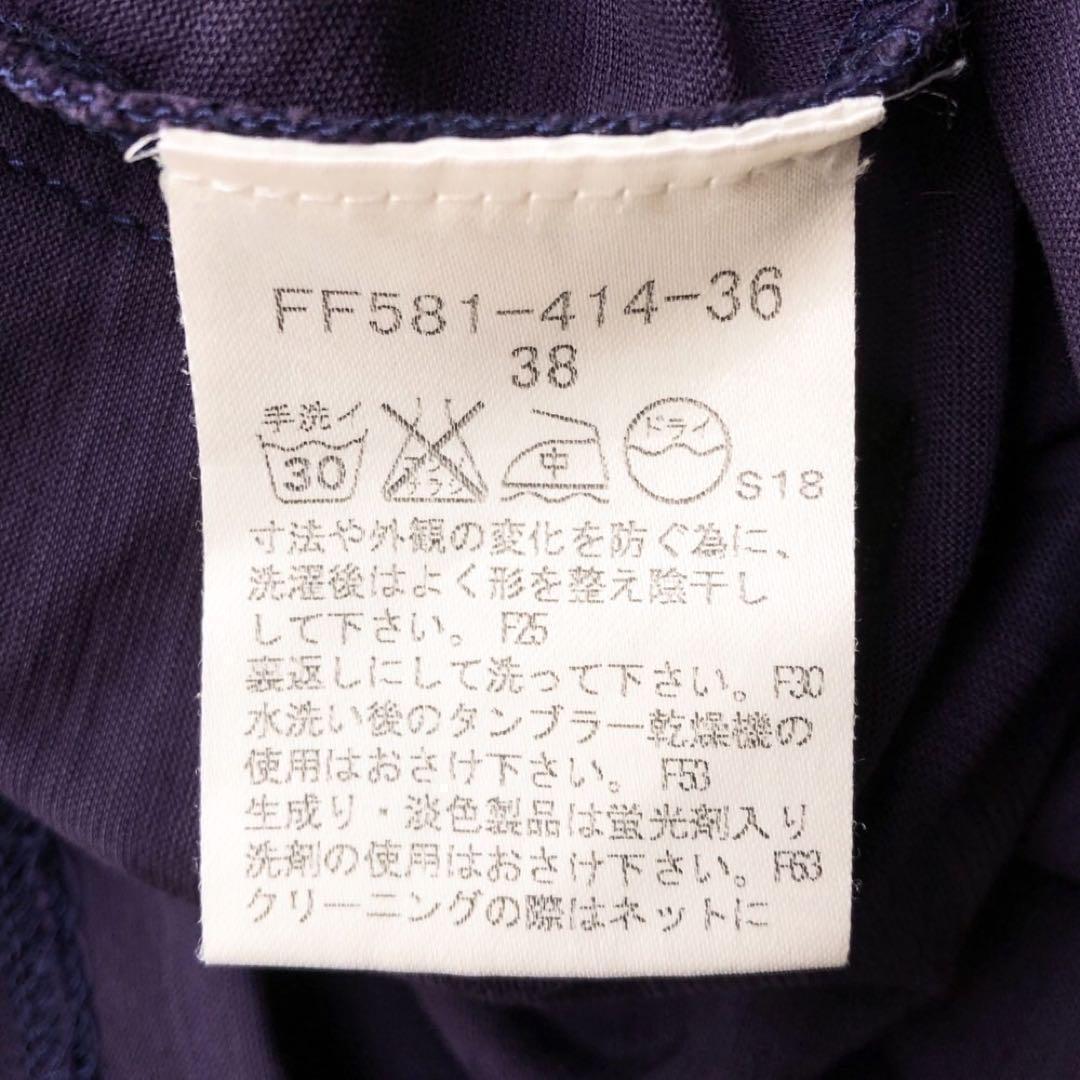 FF581-414-36
38
手洗イ
30
エンソ
サラシ
中
ドライ
S18
寸法や外観の変化を防ぐ為に、
洗濯後はよく形を整え陰干し
して下さい。 F25
裏返しにして洗って下さい。F30
水洗い後のタンブラー乾燥機の
使用はおさけ下さい。 F53
生成り・淡色製品は蛍光剤入り
洗剤の使用はおさけ下さい。F63
クリーニングの際はネットに